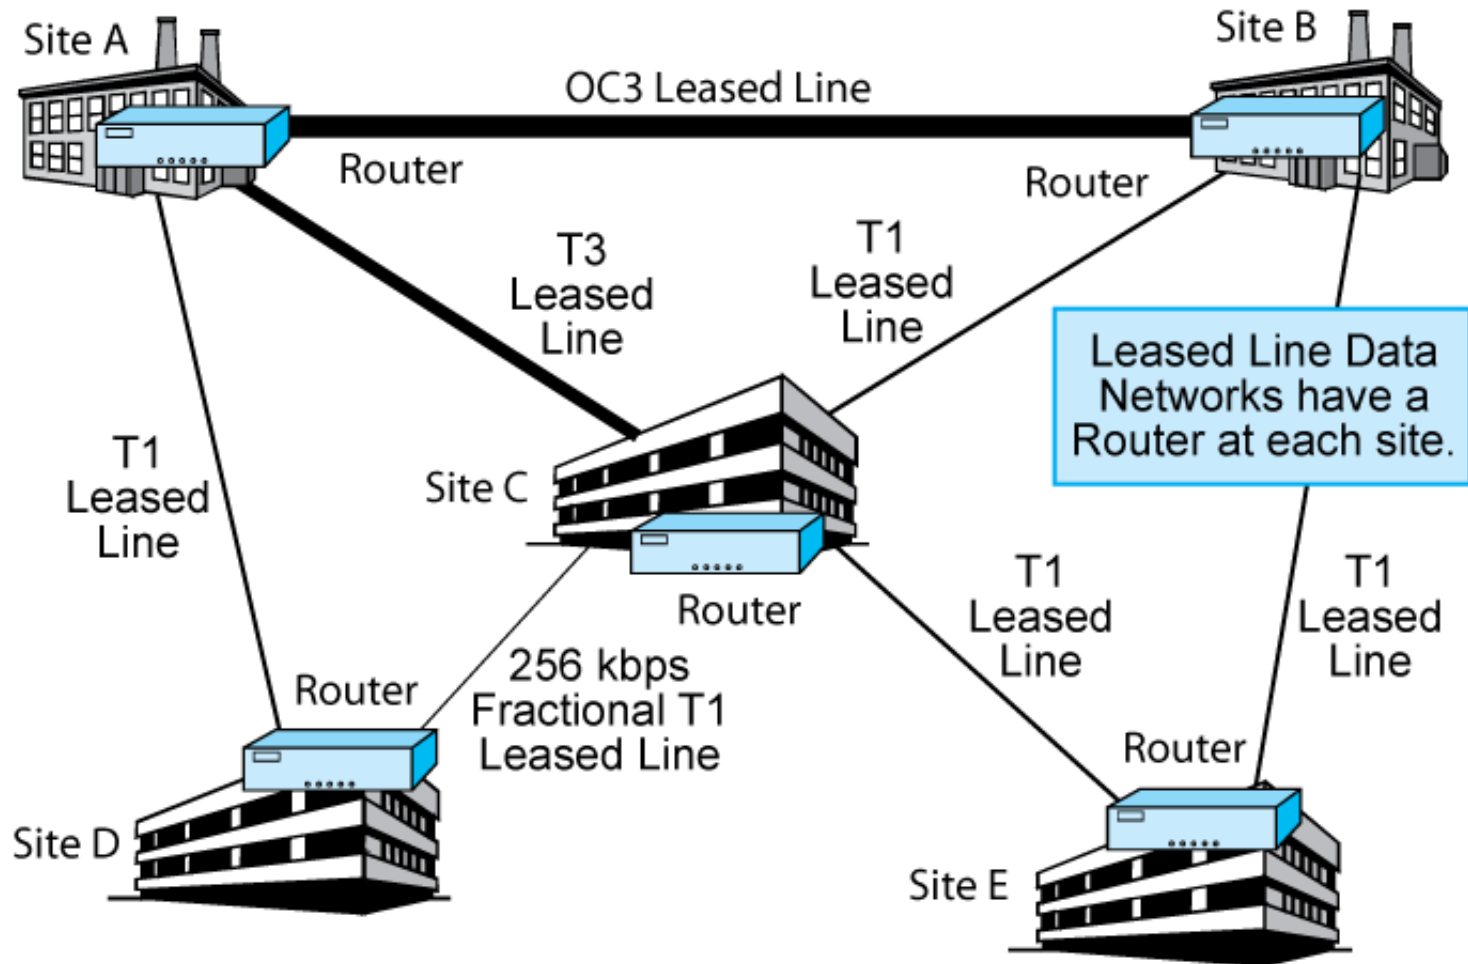 Site A
Site B
OC3 Leased Line
Router
Router
T3
Leased
Line
T1
Leased
Line
Leased Line Data
Networks have a
Router at each site.
T1
Leased
Line
Site C
Router
T1
Leased
Line
T1
Leased
Line
256 kbps
Fractional T1
Leased Line
Router
Router
Site D
Site E